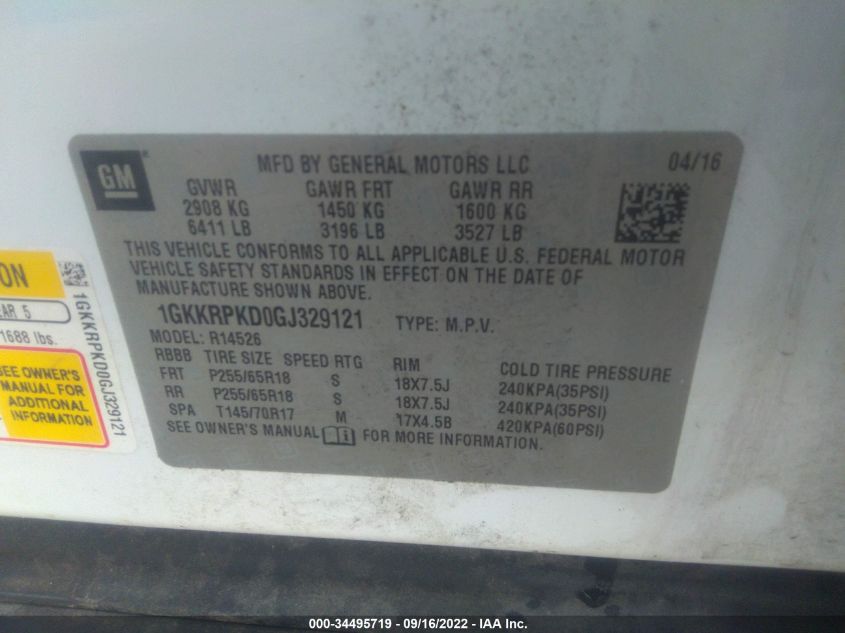 GM
MFD BY GENERAL MOTORS LLC 04/16
GVWR GAWR FRT GAWR RR
2908 KG 1450 KG 1600 KG
6411 LB 3196 LB 3527 LB
THIS VEHICLE CONFORMS TO ALL APPLICABLE U.S. FEDERAL MOTOR
VEHICLE SAFETY STANDARDS IN EFFECT ON THE DATE OF
MANUFACTURE SHOWN ABOVE.
1GKKRPKD0GJ329121 TYPE: M.P.V.
MODEL: R14526
RBBB TIRE SIZE SPEED RTG RIM COLD TIRE PRESSURE
FRT P255/65R18 S 18X7.5J 240KPA(35PSI)
RR P255/65R18 S 18X7.5J 240KPA(35PSI)
SPA T145/70R17 M 17X4.5B 420KPA(60PSI)
SEE OWNER'S MANUAL FOR MORE INFORMATION.
ON
EAR 5
1688 lbs.
SEE OWNER'S
MANUAL FOR
ADDITIONAL
INFORMATION
1GKKRPKD0GJ329121
000-34495719 - 09/16/2022 - IAA Inc.